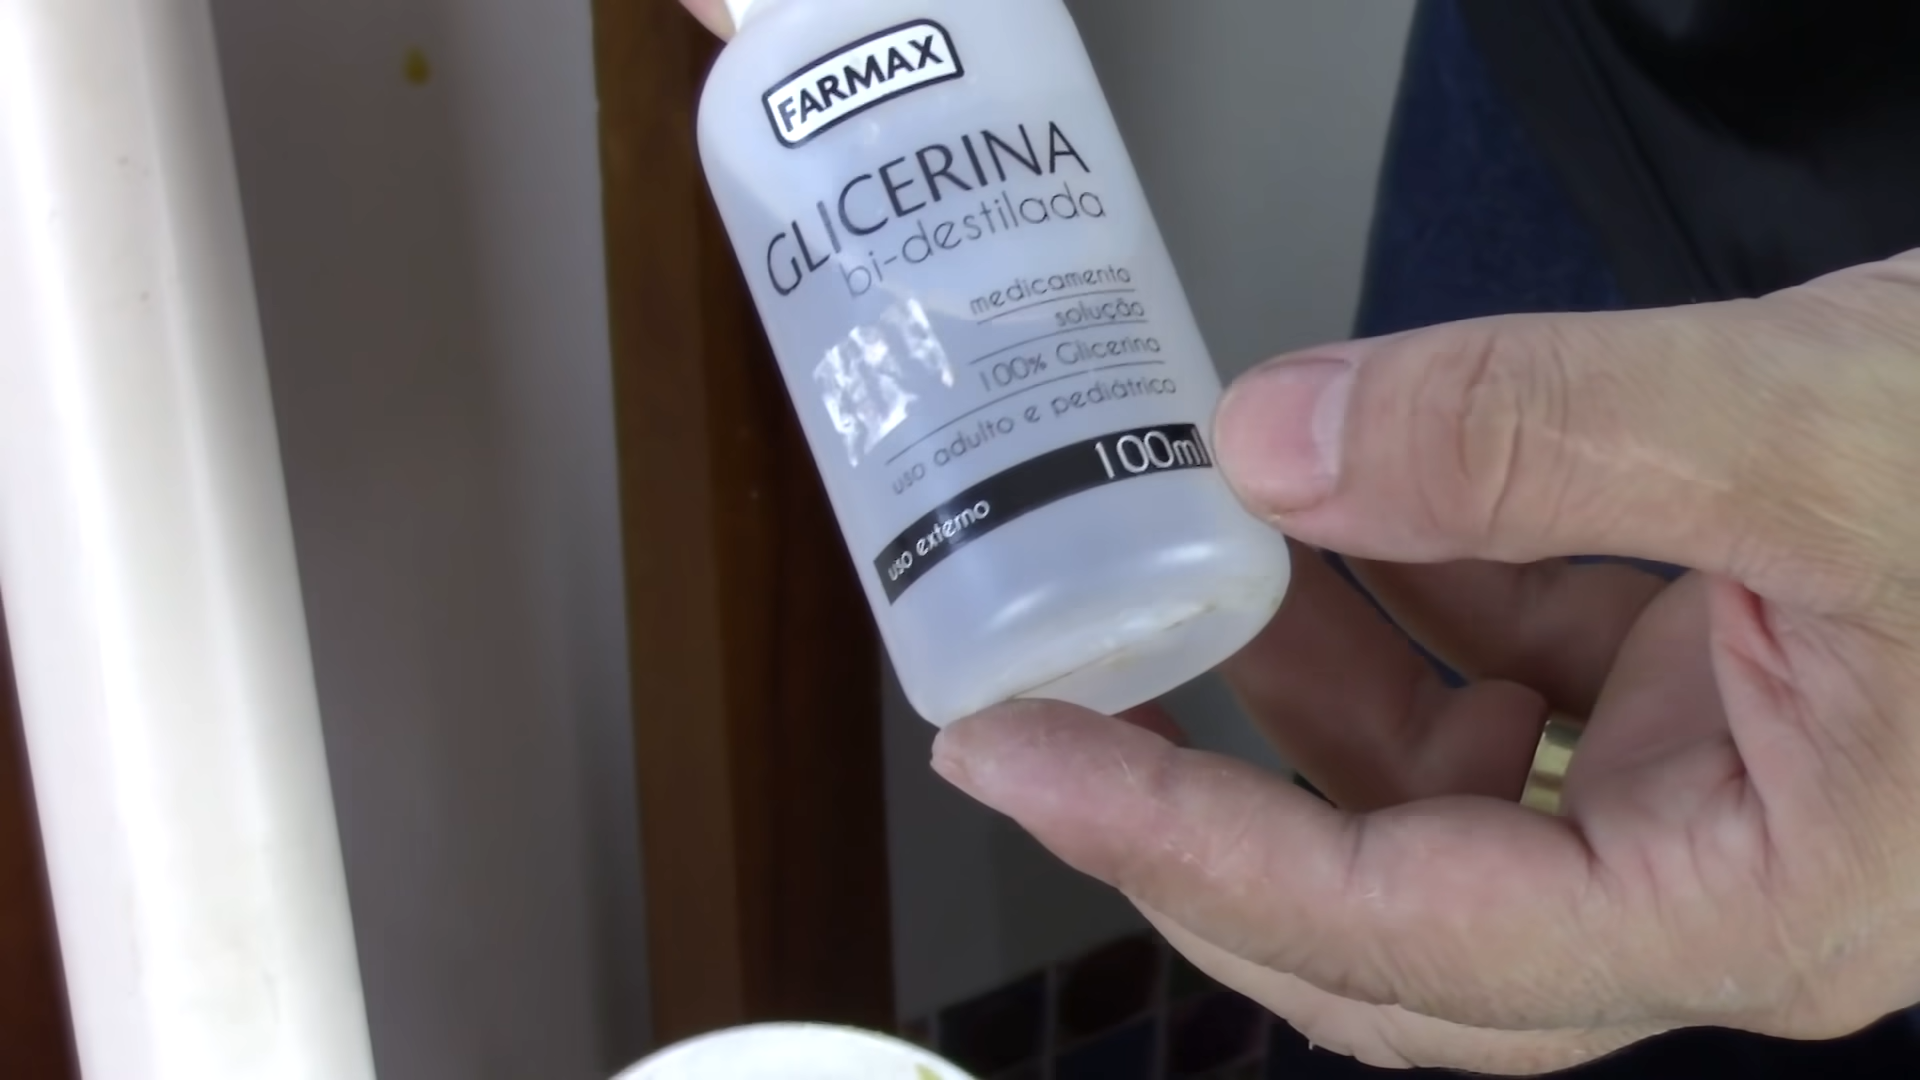 FARMAX
GLICERINA
bi-destilada
medicamento
solução
100% Glicerina
uso adulto e pediátrico
100ml
uso externo